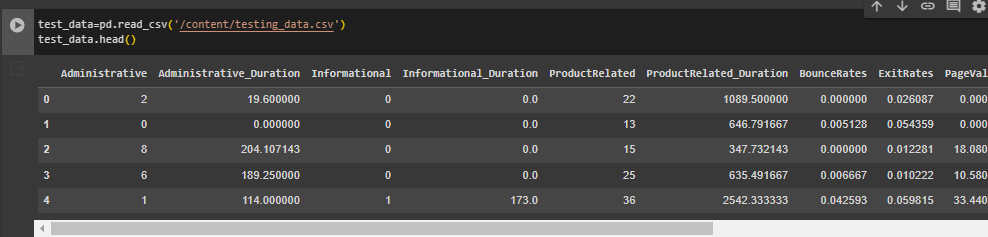 test_data=pd.read_csv('/content/testing_data.csv')
test_data.head()
Administrative Administrative_Duration Informational Informational_Duration ProductRelated ProductRelated_Duration BounceRates ExitRates PageVal
0 2 19.600000 0 0.0 22 1089.500000 0.000000 0.026087 0.000
1 0 0.000000 0 0.0 13 646.791667 0.005128 0.054359 0.000
2 8 204.107143 0 0.0 15 347.732143 0.000000 0.012281 18.080
3 6 189.250000 0 0.0 25 635.491667 0.006667 0.010222 10.580
4 1 114.000000 1 173.0 36 2542.333333 0.042593 0.059815 33.440